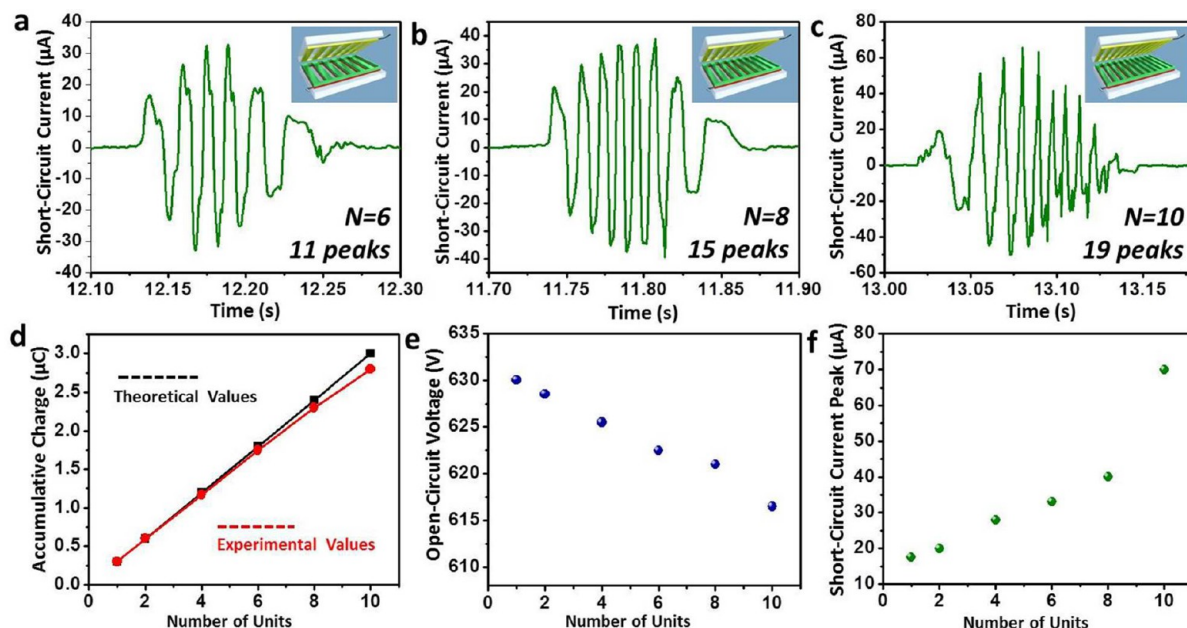 a
Short-Circuit Current (µA)
40
30
20
10
0
-10
-20
-30
-40
12.10 12.15 12.20 12.25 12.30
Time (s)
N=6
11 peaks
b
Short-Circuit Current (µA)
40
20
0
-20
-40
11.70 11.75 11.80 11.85 11.90
Time (s)
N=8
15 peaks
c
Short-Circuit Current (µA)
80
60
40
20
0
-20
-40
-60
13.00 13.05 13.10 13.15
Time (s)
N=10
19 peaks
d
Accumulative Charge (µC)
3.0
2.5
2.0
1.5
1.0
0.5
0.0
0 2 4 6 8 10
Number of Units
Theoretical Values
Experimental Values
e
Open-Circuit Voltage (V)
635
630
625
620
615
610
0 2 4 6 8 10
Number of Units
f
Short-Circuit Current Peak (µA)
80
70
60
50
40
30
20
10
0 2 4 6 8 10
Number of Units